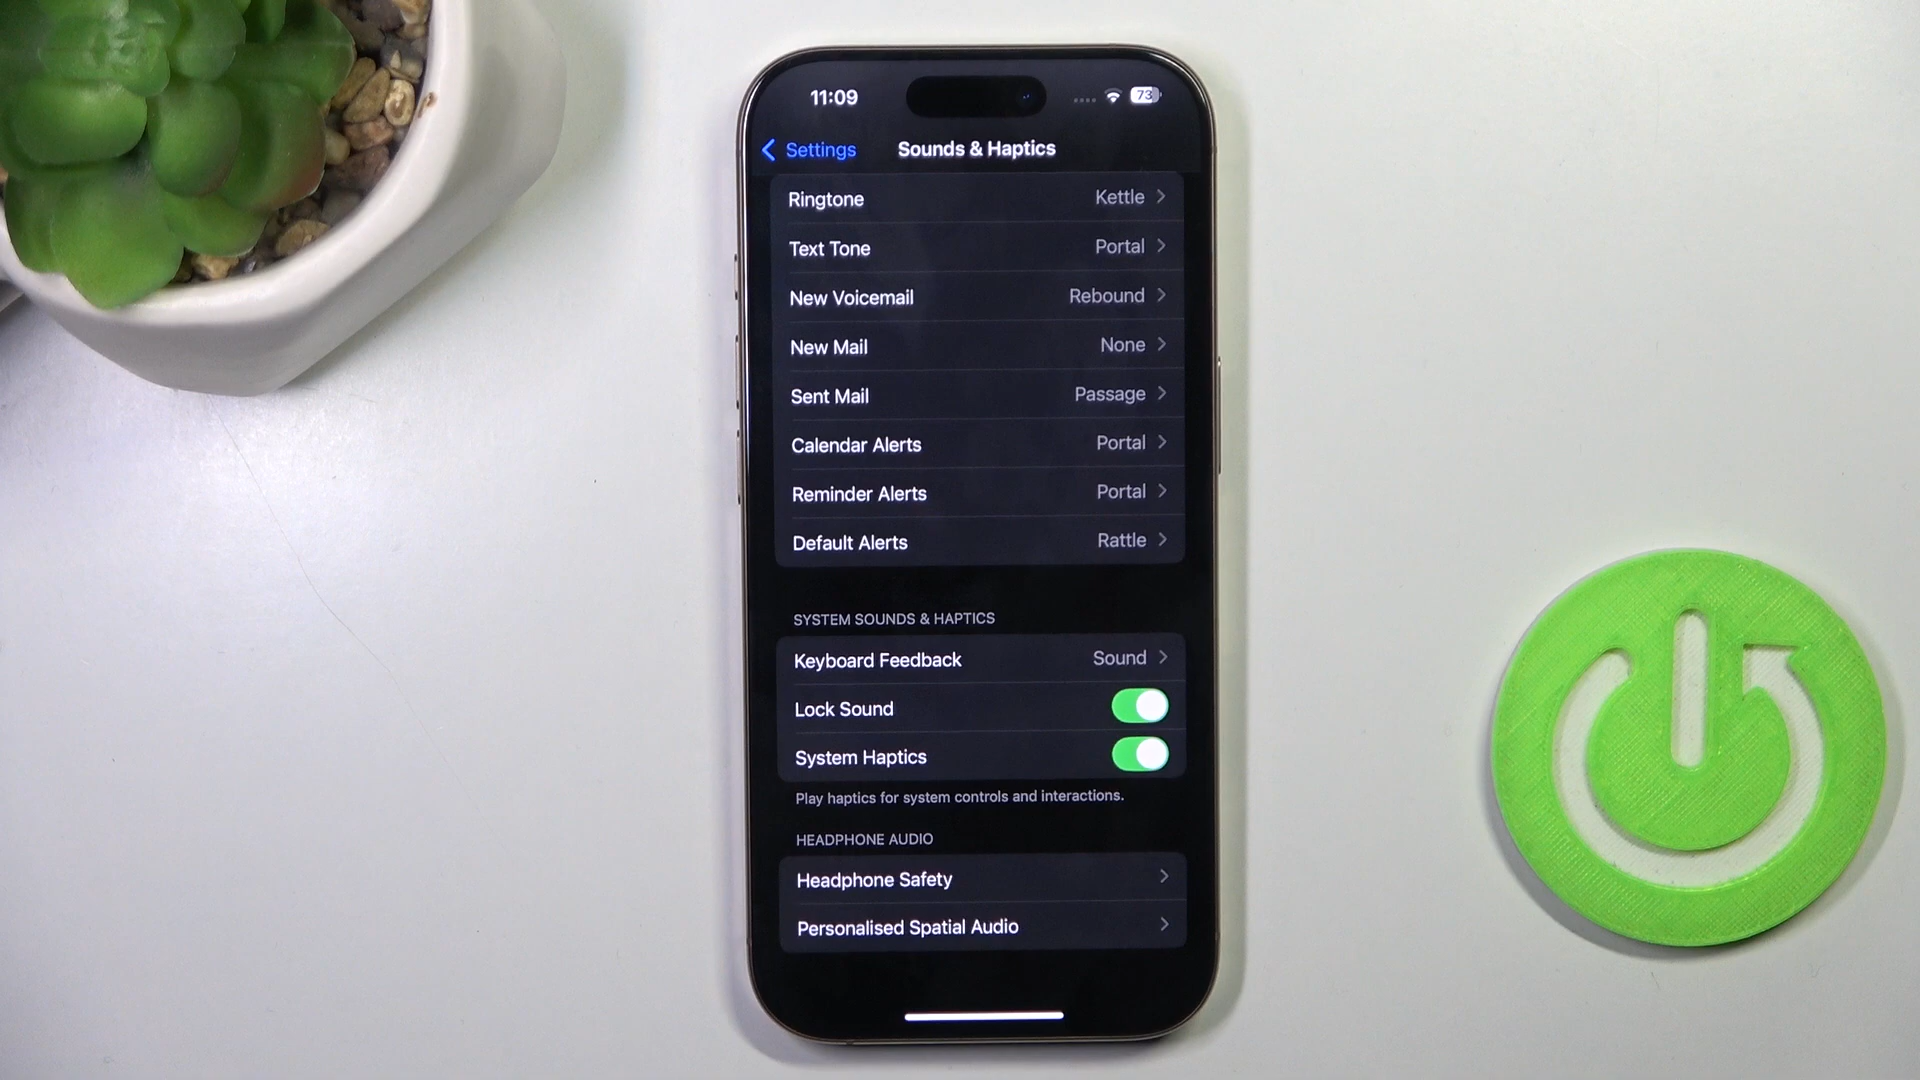 11:09
73
Settings
Sounds & Haptics
Ringtone Kettle
Text Tone Portal
New Voicemail Rebound
New Mail None
Sent Mail Passage
Calendar Alerts Portal
Reminder Alerts Portal
Default Alerts Rattle
SYSTEM SOUNDS & HAPTICS
Keyboard Feedback Sound
Lock Sound
System Haptics
Play haptics for system controls and interactions.
HEADPHONE AUDIO
Headphone Safety
Personalised Spatial Audio